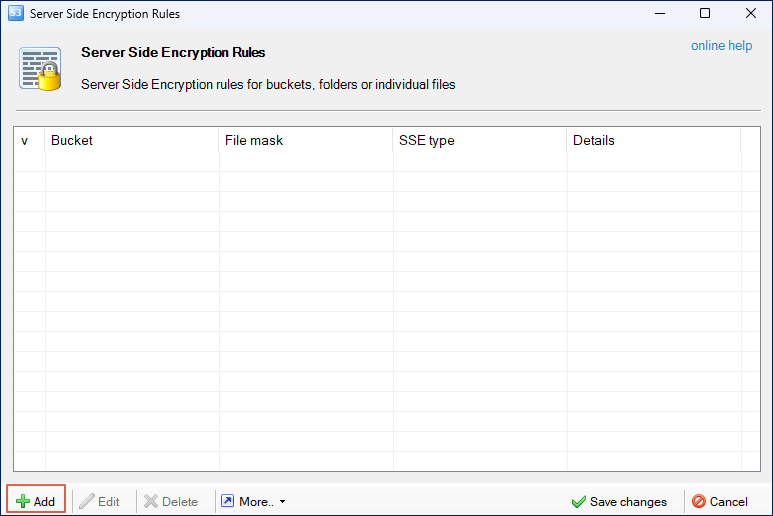 S3 Server Side Encryption Rules
Server Side Encryption Rules
online help
Server Side Encryption rules for buckets, folders or individual files
v Bucket File mask SSE type Details
Add Edit Delete More.. Save changes Cancel